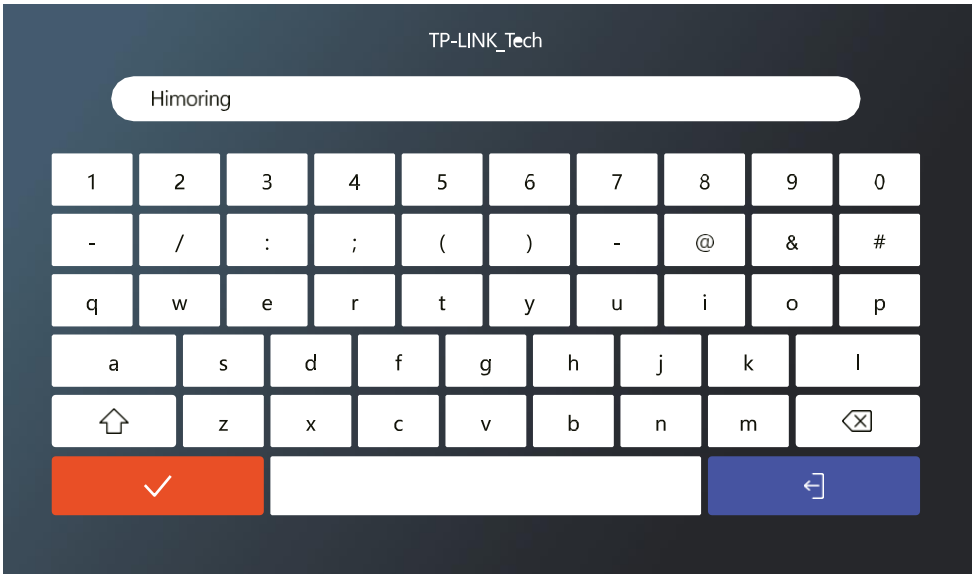 TP-LINK_Tech
Himoring
1 2 3 4 5 6 7 8 9 0
- / : ; ( ) - @ & #
q w e r t y u i o p
a s d f g h j k l
z x c v b n m